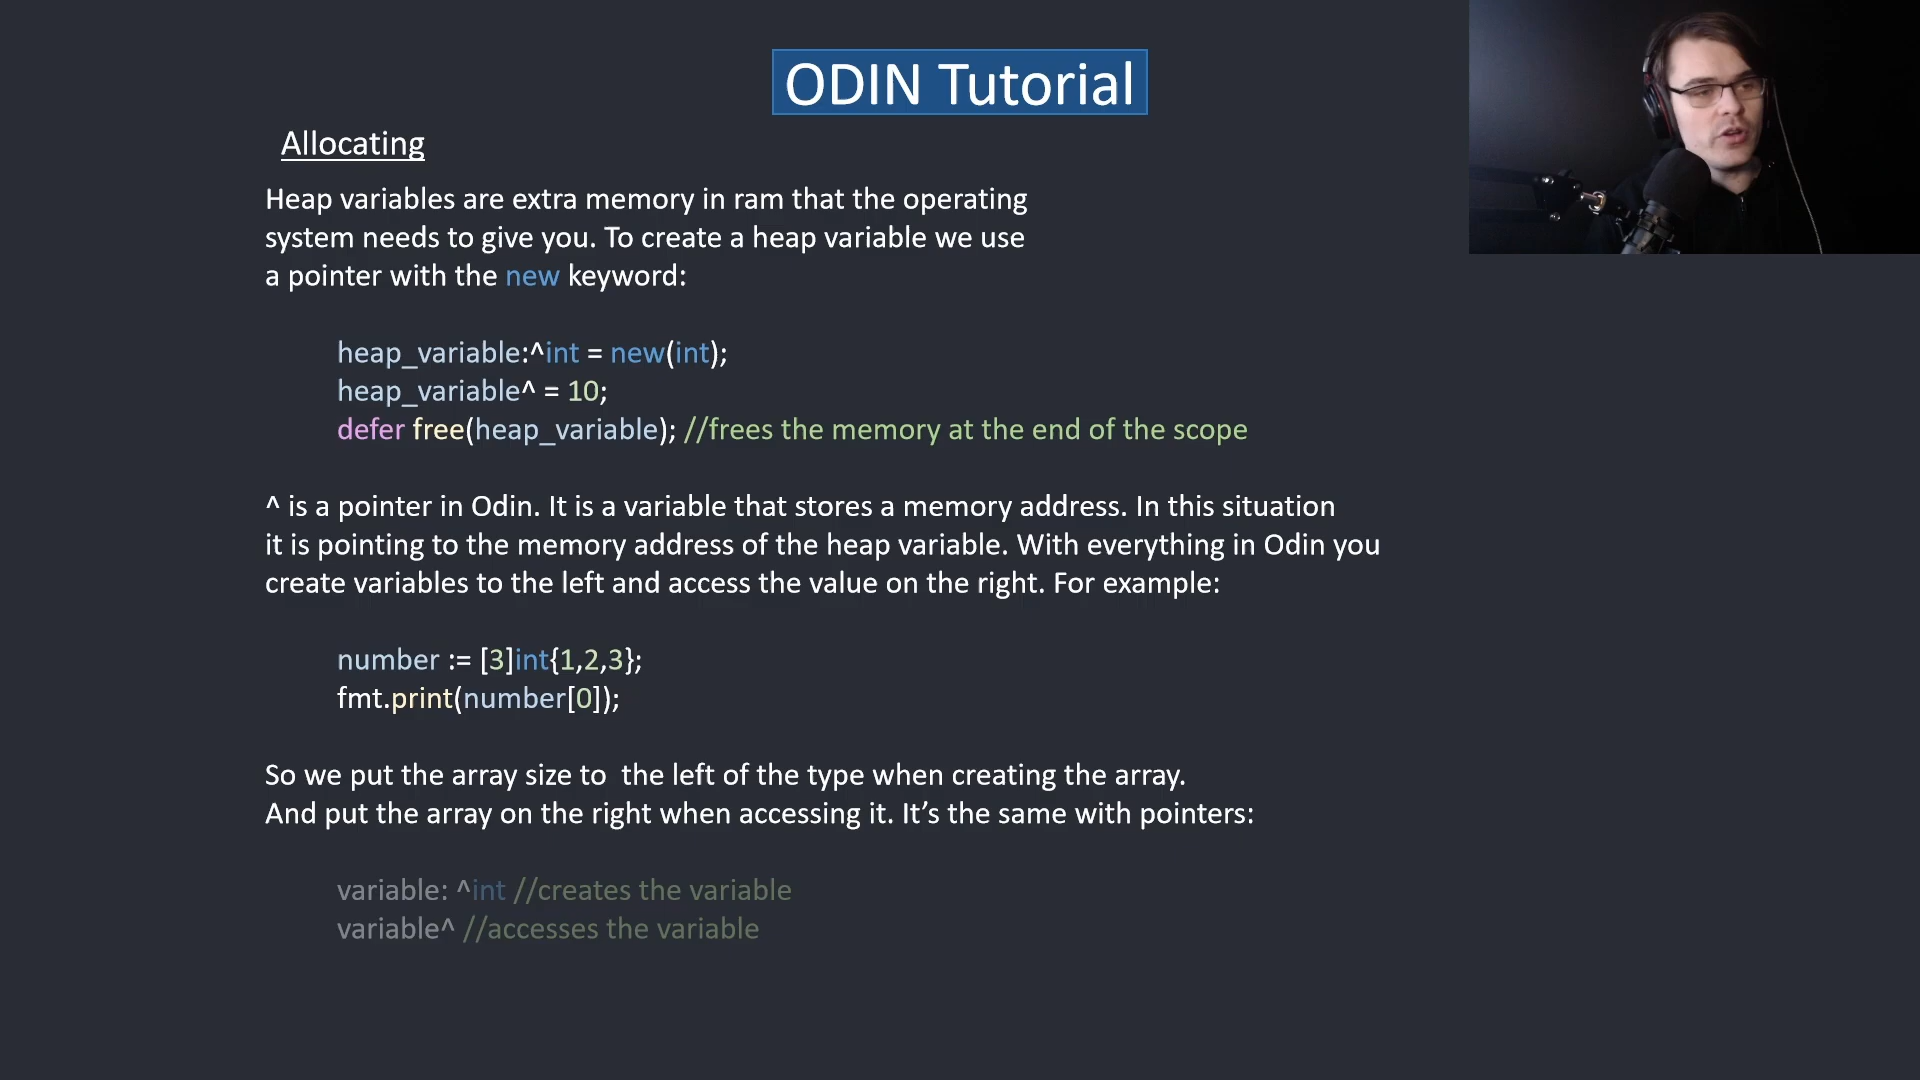 ODIN Tutorial
Allocating
Heap variables are extra memory in ram that the operating
system needs to give you. To create a heap variable we use
a pointer with the new keyword:
heap_variable:^int = new(int);
heap_variable^ = 10;
defer free(heap_variable); //frees the memory at the end of the scope
^ is a pointer in Odin. It is a variable that stores a memory address. In this situation
it is pointing to the memory address of the heap variable. With everything in Odin you
create variables to the left and access the value on the right. For example:
number := [3]int{1,2,3};
fmt.print(number[0]);
So we put the array size to  the left of the type when creating the array.
And put the array on the right when accessing it. It’s the same with pointers:
variable: ^int //creates the variable
variable^ //accesses the variable